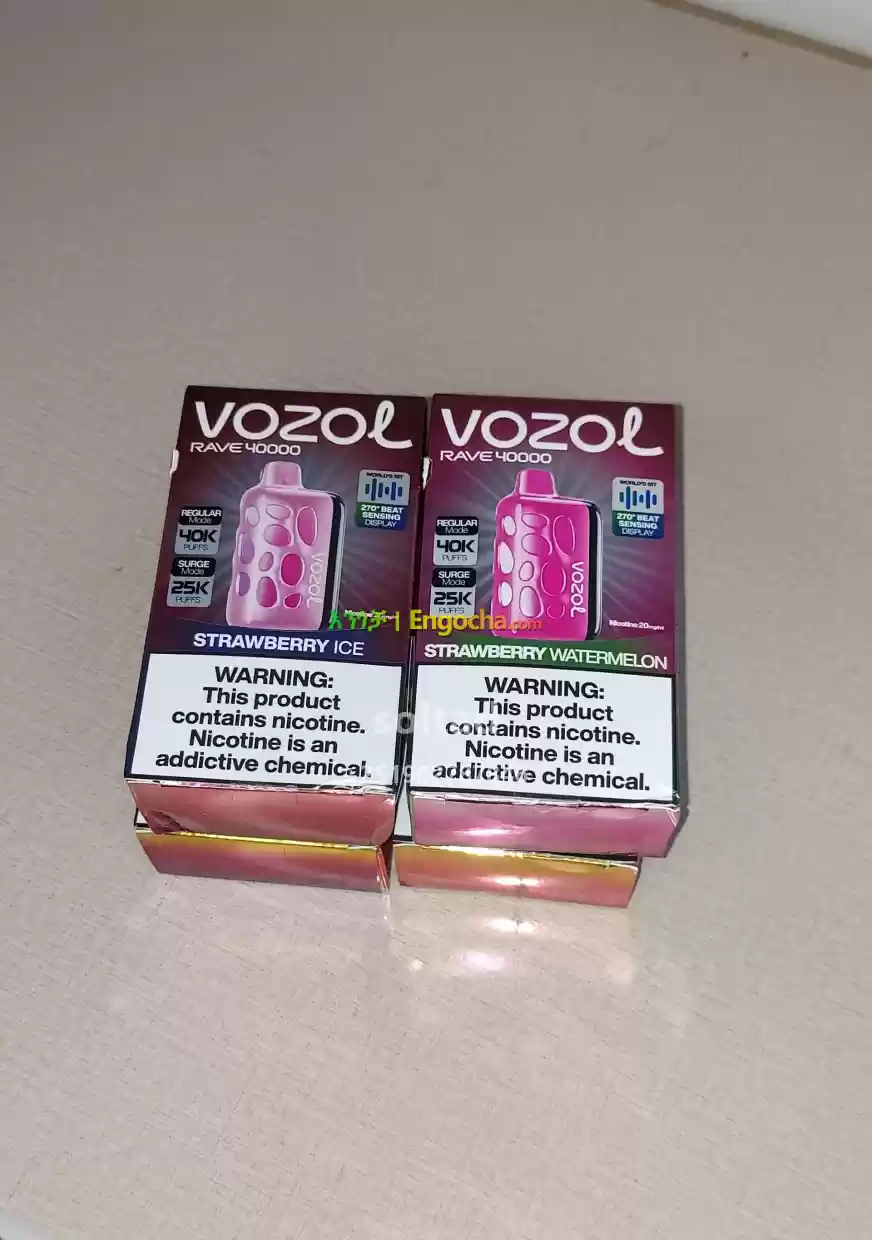 VOZOL
RAVE 40000
WORLD'S 1ST
270° BEAT
SENSING
DISPLAY
REGULAR
Mode
40K
PUFFS
SURGE
Mode
25K
PUFFS
VOZOL
STRAWBERRY ICE
WARNING:
This product
contains nicotine.
Nicotine is an
addictive chemical.
VOZOL
RAVE 40000
WORLD'S 1ST
270° BEAT
SENSING
DISPLAY
REGULAR
Mode
40K
PUFFS
SURGE
Mode
25K
PUFFS
VOZOL
Nicotine:20mg/ml
STRAWBERRY WATERMELON
WARNING:
This product
contains nicotine.
Nicotine is an
addictive chemical.
እንጎቻ | Engocha.com